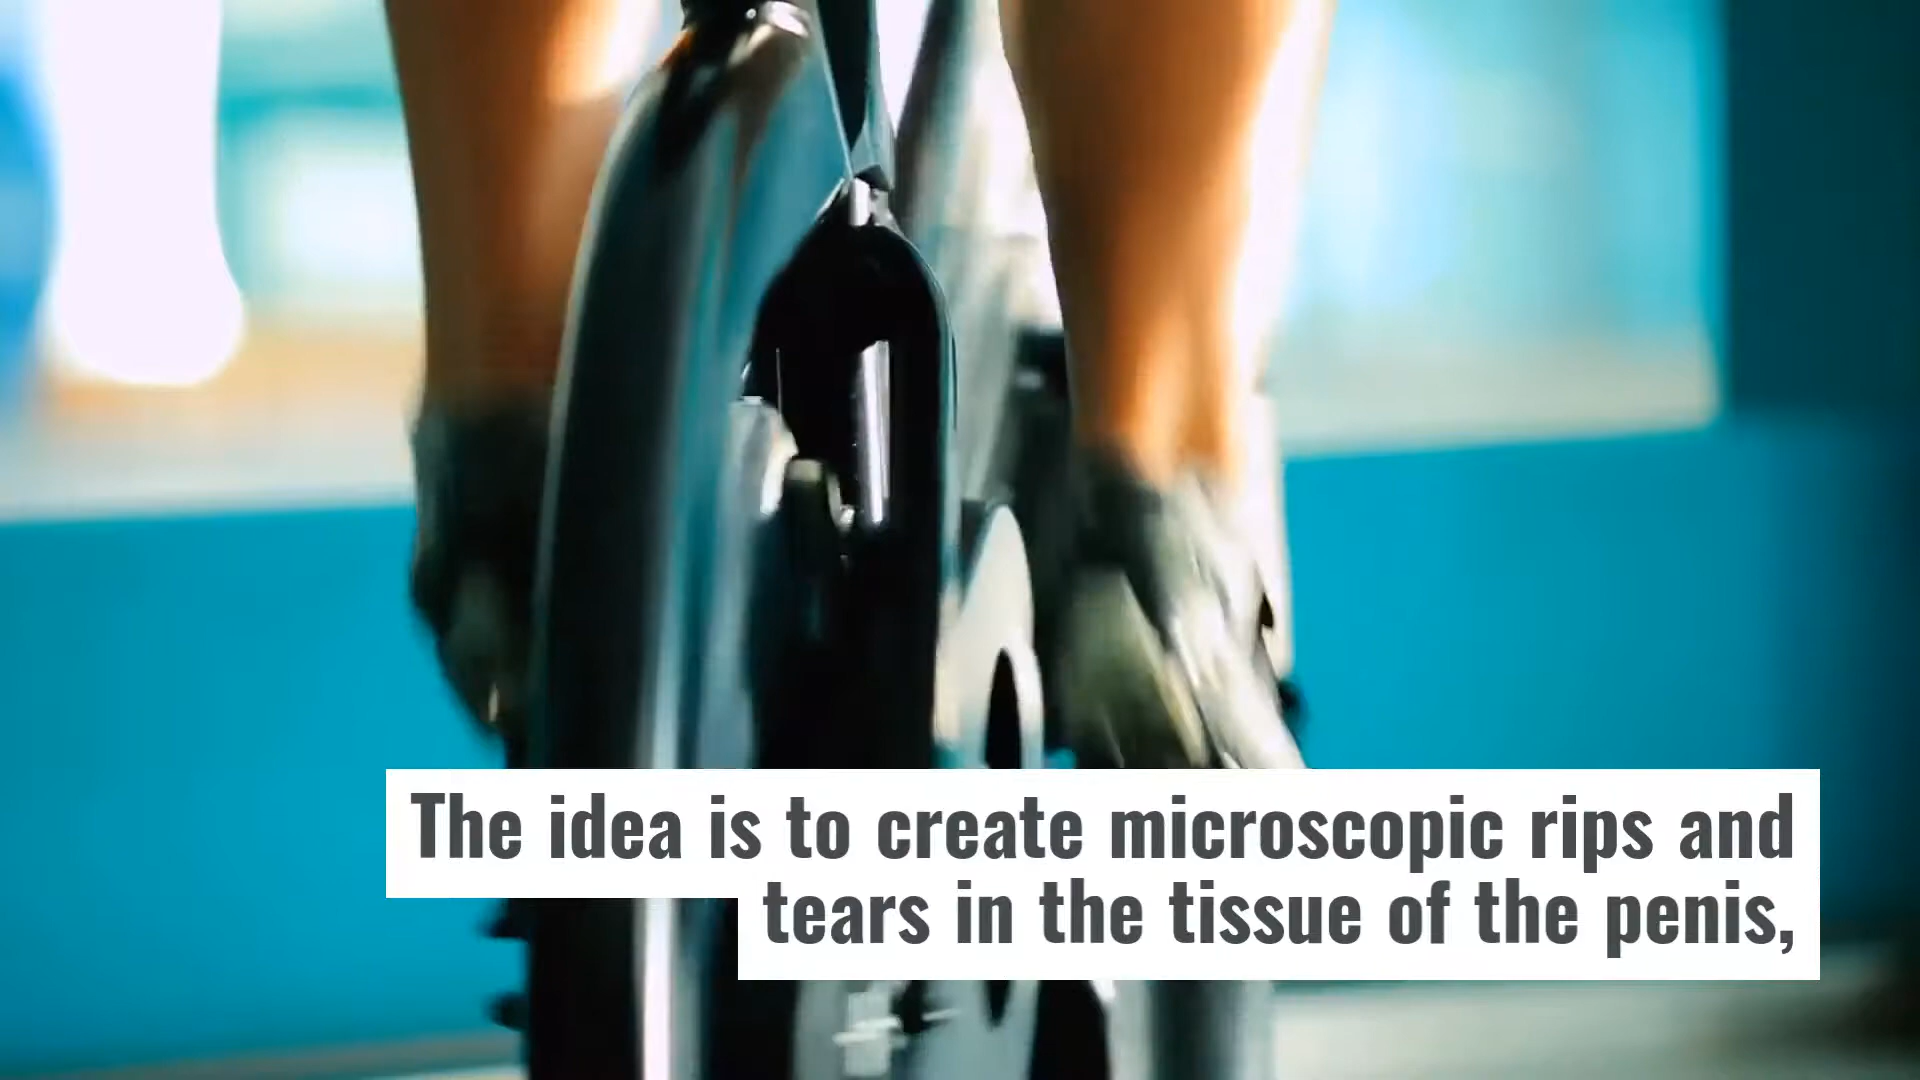 The idea is to create microscopic rips and
tears in the tissue of the penis,